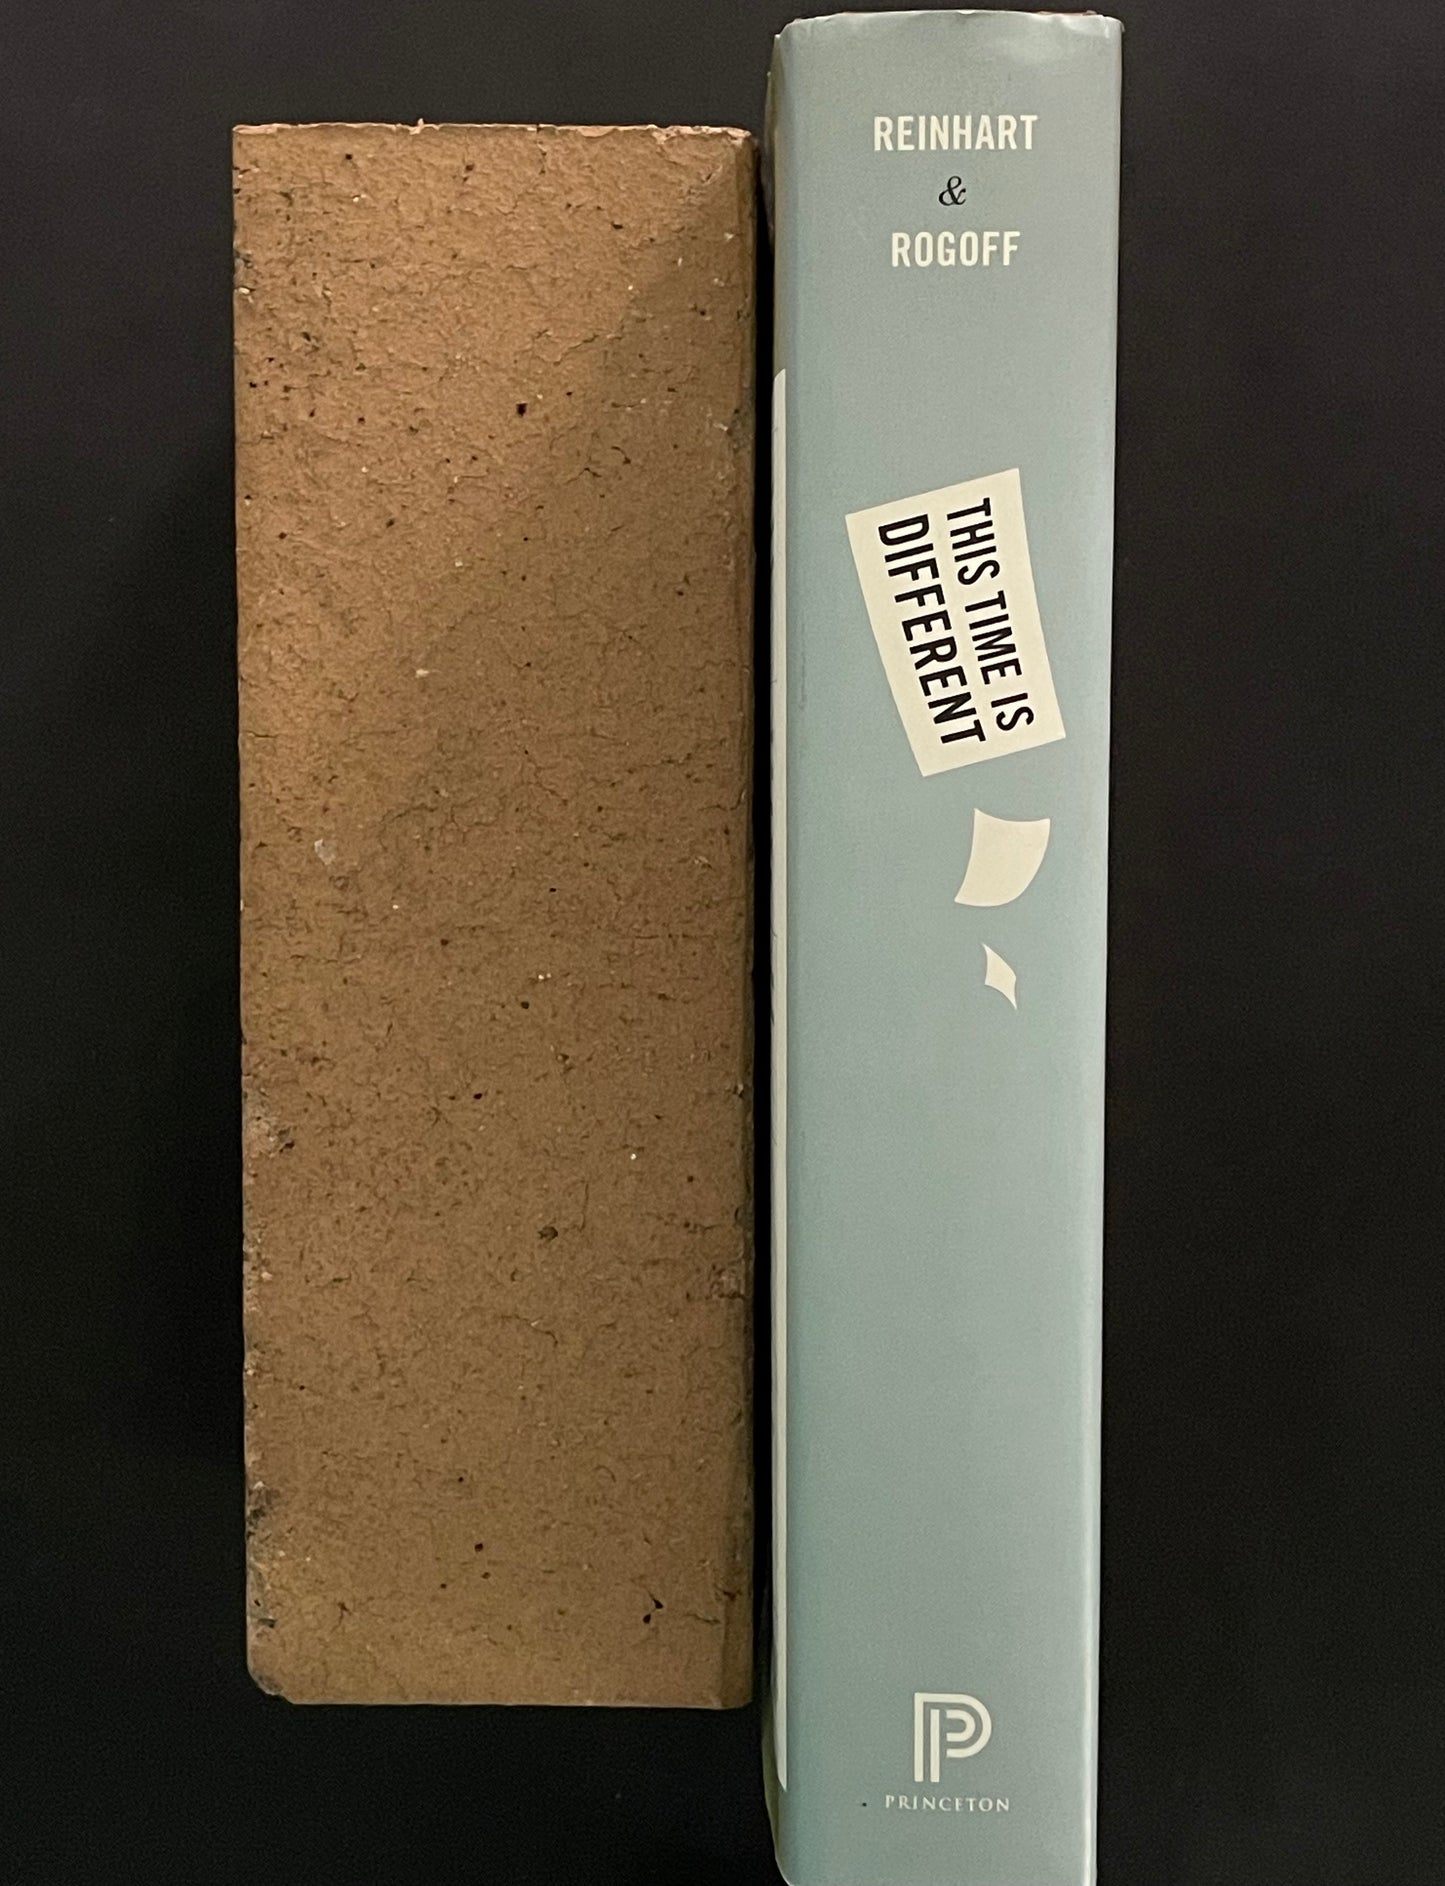 REINHART
&
ROGOFF
THIS TIME IS
DIFFERENT
PRINCETON